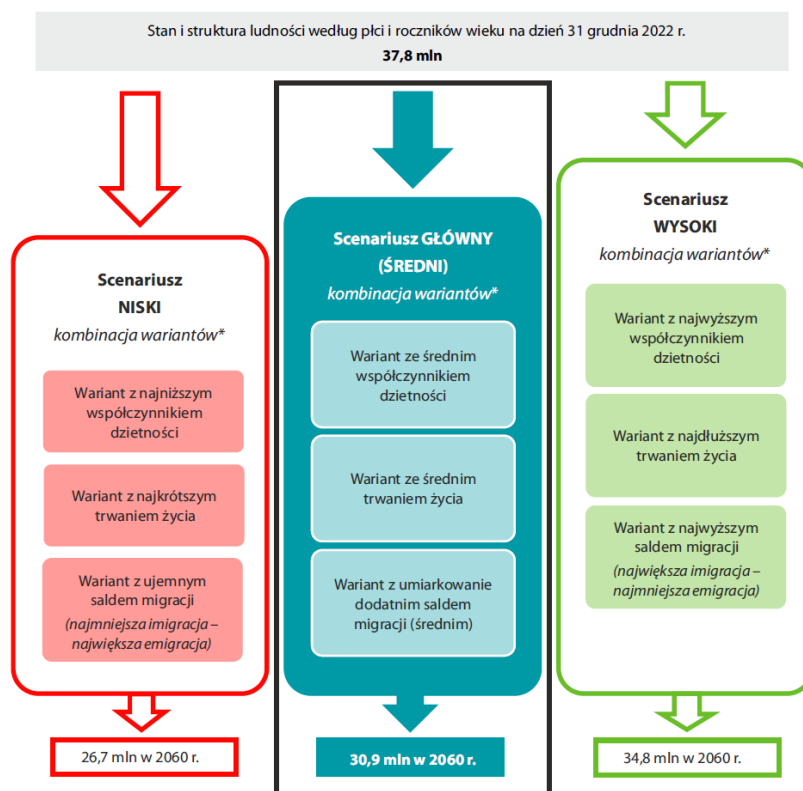 Stan i struktura ludności według płci i roczników wieku na dzień 31 grudnia 2022 r.
37,8 mln
Scenariusz
NISKI
kombinacja wariantów*
Wariant z najniższym
współczynnikiem
dzietności
Wariant z najkrótszym
trwaniem życia
Wariant z ujemnym
saldem migracji
(najmniejsza imigracja –
największa emigracja)
26,7 mln w 2060 r.
Scenariusz GŁÓWNY
(ŚREDNI)
kombinacja wariantów*
Wariant ze średnim
współczynnikiem
dzietności
Wariant ze średnim
trwaniem życia
Wariant z umiarkowanie
dodatnim saldem
migracji (średnim)
30,9 mln w 2060 r.
Scenariusz
WYSOKI
kombinacja wariantów*
Wariant z najwyższym
współczynnikiem
dzietności
Wariant z najdłuższym
trwaniem życia
Wariant z najwyższym
saldem migracji
(największa imigracja –
najmniejsza emigracja)
34,8 mln w 2060 r.